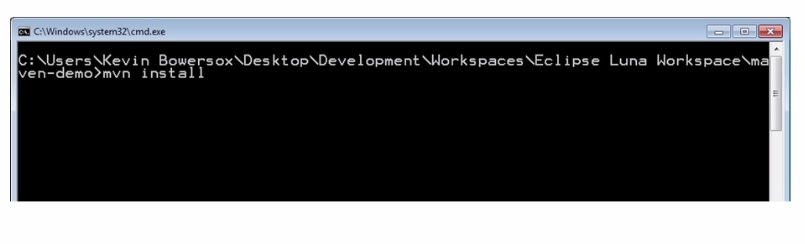 C:\Windows\system32\cmd.exe
C:\Users\Kevin Bowersox\Desktop\Development\Workspaces\Eclipse Luna Workspace\ma
ven-demo>mvn install